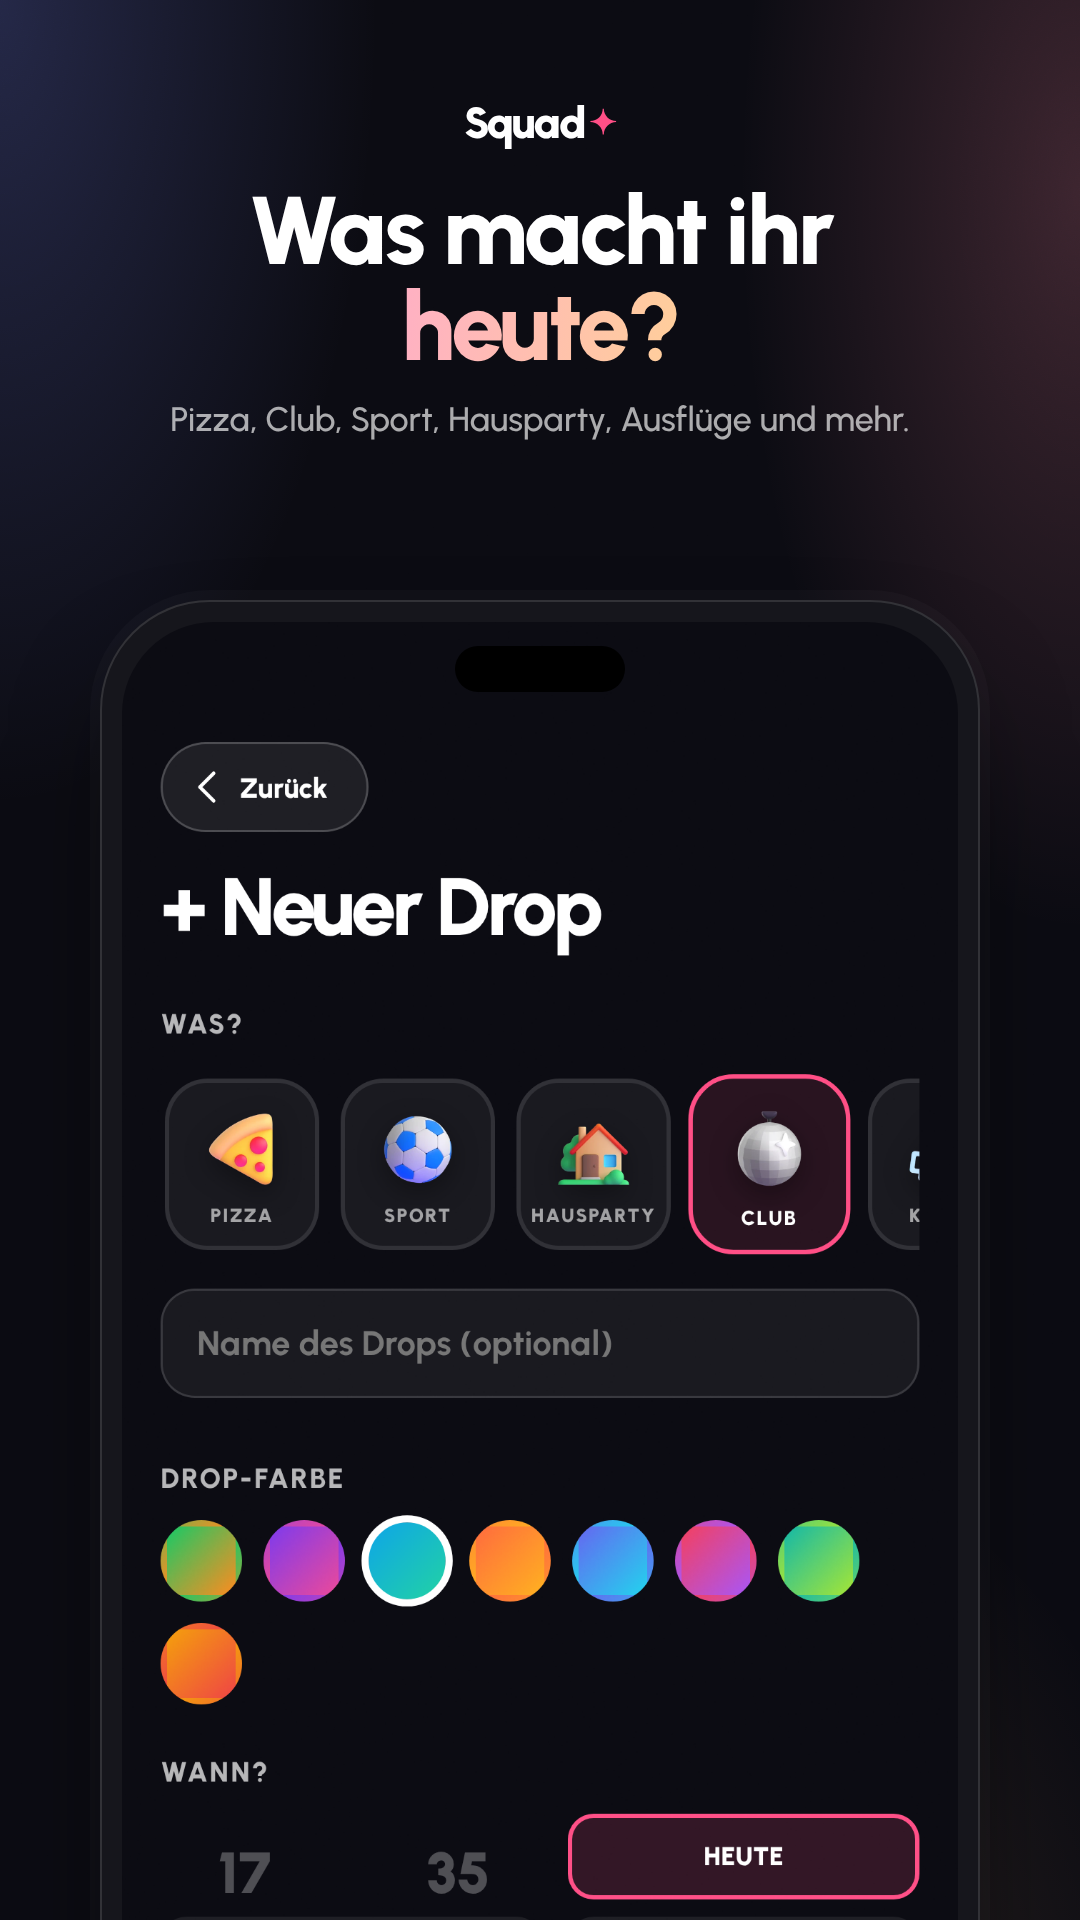 Squad
Was macht ihr
heute?
Pizza, Club, Sport, Hausparty, Ausflüge und mehr.
Zurück
+ Neuer Drop
WAS?
PIZZA
SPORT
HAUSPARTY
CLUB
K
Name des Drops (optional)
DROP-FARBE
WANN?
17
35
HEUTE